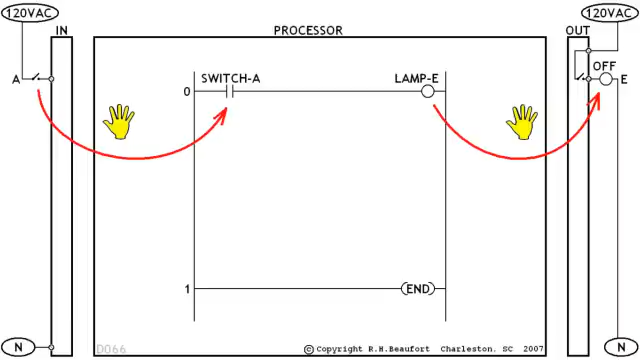 120VAC
120VAC
IN
PROCESSOR
OUT
SWITCH-A
LAMP-E
OFF
A
E
0
1
END
N
N
D066
© Copyright R.H.Beaufort Charleston, SC 2007